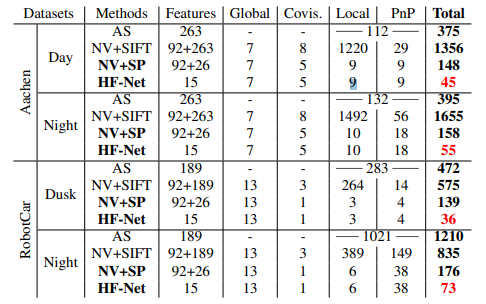 Datasets Methods Features Global Covis. Local PnP Total
Aachen Day AS 263 - - 112 375
NV+SIFT 92+263 7 8 1220 29 1356
NV+SP 92+26 7 5 9 9 148
HF-Net 15 7 5 9 9 45
Night AS 263 - - 132 395
NV+SIFT 92+263 7 8 1492 56 1655
NV+SP 92+26 7 5 10 18 158
HF-Net 15 7 5 10 18 55
RobotCar Dusk AS 189 - - 283 472
NV+SIFT 92+189 13 3 264 14 575
NV+SP 92+26 13 1 3 4 139
HF-Net 15 13 1 3 4 36
Night AS 189 - - 1021 1210
NV+SIFT 92+189 13 3 389 149 835
NV+SP 92+26 13 1 6 38 176
HF-Net 15 13 1 6 38 73